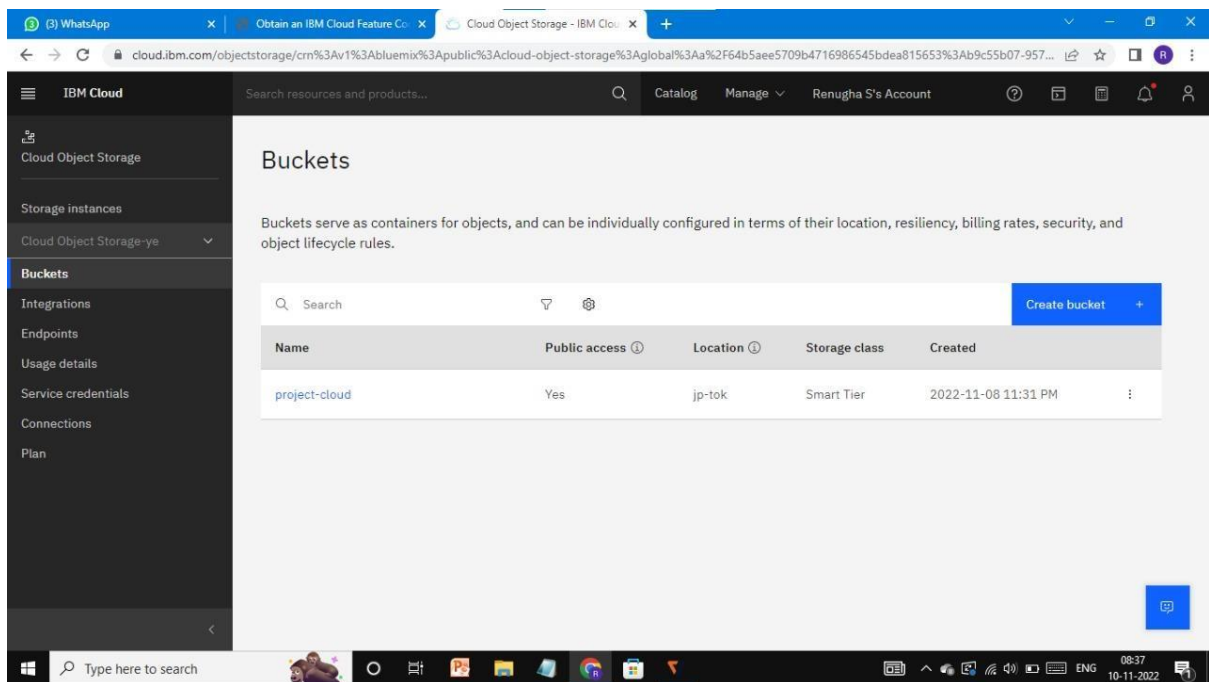 (3) WhatsApp
Obtain an IBM Cloud Feature Co
Cloud Object Storage - IBM Clou
cloud.ibm.com/objectstorage/crn%3Av1%3Abluemix%3Apublic%3Acloud-object-storage%3Aglobal%3Aa%2F64b5aee5709b4716986545bdea815653%3Ab9c55b07-957...
R
IBM Cloud
Search resources and products...
Catalog
Manage
Renugha S's Account
Cloud Object Storage
Storage instances
Cloud Object Storage-ye
Buckets
Integrations
Endpoints
Usage details
Service credentials
Connections
Plan
Buckets
Buckets serve as containers for objects, and can be individually configured in terms of their location, resiliency, billing rates, security, and
object lifecycle rules.
Search
Create bucket +
Name Public access Location Storage class Created
project-cloud Yes jp-tok Smart Tier 2022-11-08 11:31 PM
Type here to search
ENG
08:37
10-11-2022